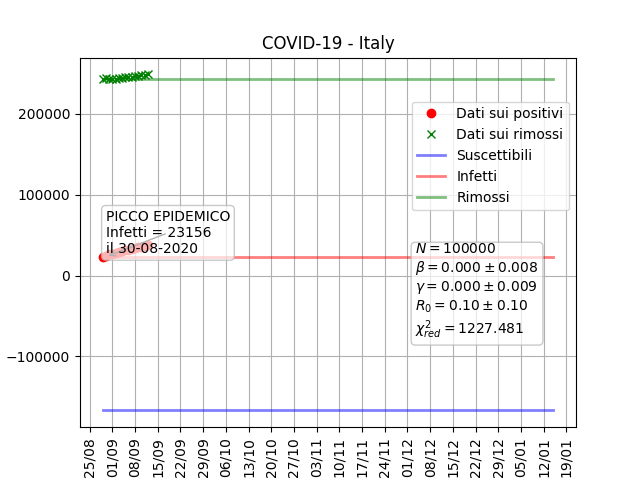 COVID-19 - Italy
200000
100000
0
−100000
Dati sui positivi
Dati sui rimossi
Suscettibili
Infetti
Rimossi
PICCO EPIDEMICO
Infetti = 23156
il 30-08-2020
N = 100000
β = 0.000 ± 0.008
γ = 0.000 ± 0.009
R₀ = 0.10 ± 0.10
χ²red = 1227.481
25/08
01/09
08/09
15/09
22/09
29/09
06/10
13/10
20/10
27/10
03/11
10/11
17/11
24/11
01/12
08/12
15/12
22/12
29/12
05/01
12/01
19/01